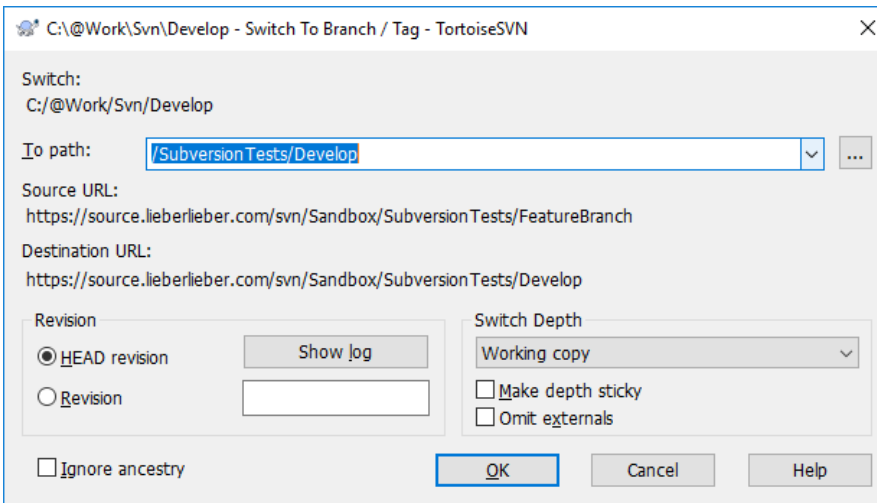 C:\@Work\Svn\Develop - Switch To Branch / Tag - TortoiseSVN
Switch:
C:/@Work/Svn/Develop
To path:
/SubversionTests/Develop
...
Source URL:
https://source.lieberlieber.com/svn/Sandbox/SubversionTests/FeatureBranch
Destination URL:
https://source.lieberlieber.com/svn/Sandbox/SubversionTests/Develop
Revision
HEAD revision
Show log
Revision
Switch Depth
Working copy
Make depth sticky
Omit externals
Ignore ancestry
OK
Cancel
Help